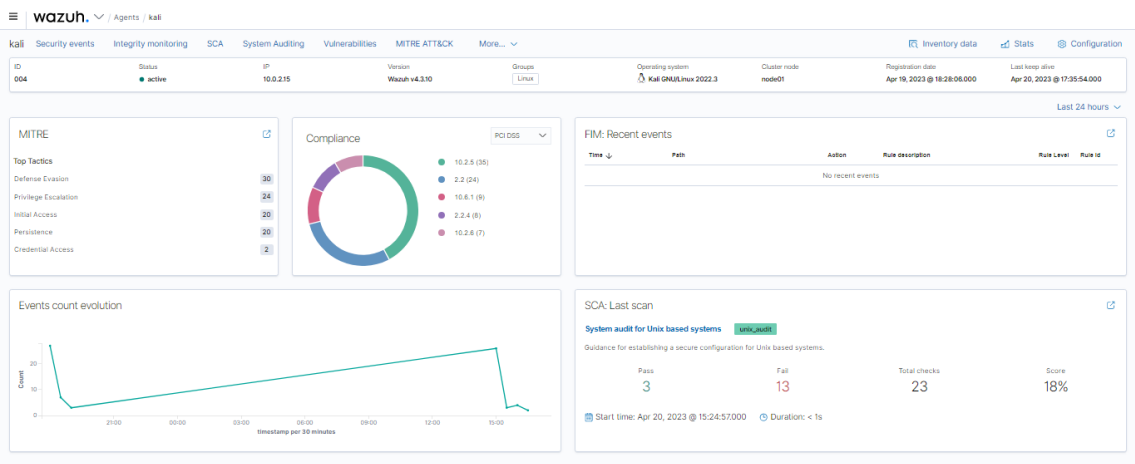 wazuh. / Agents / kali
kali Security events Integrity monitoring SCA System Auditing Vulnerabilities MITRE ATT&CK More... Inventory data Stats Configuration
ID Status IP Version Groups Operating system Cluster node Registration date Last keep alive
004 active 10.0.2.15 Wazuh v4.3.10 Linux Kali GNU/Linux 2022.3 node01 Apr 19, 2023 @ 18:28:06.000 Apr 20, 2023 @ 17:35:54.000
Last 24 hours
MITRE
Top Tactics
Defense Evasion 30
Privilege Escalation 24
Initial Access 20
Persistence 20
Credential Access 2
Compliance PCI DSS
10.2.5 (35)
2.2 (24)
10.6.1 (9)
2.2.4 (8)
10.2.6 (7)
FIM: Recent events
Time Path Action Rule description Rule Level Rule Id
No recent events
Events count evolution
Count
20
10
0
21:00 00:00 03:00 06:00 09:00 12:00 15:00
timestamp per 30 minutes
SCA: Last scan
System audit for Unix based systems unix_audit
Guidance for establishing a secure configuration for Unix based systems.
Pass Fail Total checks Score
3 13 23 18%
Start time: Apr 20, 2023 @ 15:24:57.000 Duration: < 1s